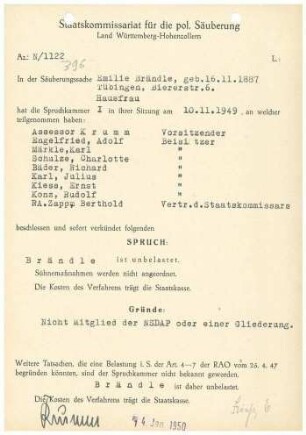 Staatskommissariat für die pol. Säuberung
Land Württemberg-Hohenzollern
Az: N/1122 L:
396
In der Säuberungssache Emilie Brändle, geb.16.11.1887
Tübingen, 6.
Hausfrau
hat die Spruchkammer I in ihrer Sitzung am 10.11.1949, an welcher
teilgenommen haben:
Assessor K r u m m Vorsitzender
Engelfried, Adolf Beisitzer
Märkle,Karl "
Schulze, Charlotte "
Bäder, Richard "
Karl, Julius "
Kiess, Ernst "
Konz, Rudolf "
RA.Zapp, Berthold Vertr.d.Staatskommissars
beschlossen und sofort verkündet folgenden
SPRUCH:
B r ä n d l e ist unbelastet.
Sühnemaßnahmen werden nicht angeordnet.
Die Kosten des Verfahrens trägt die Staatskasse.
Gründe:
Nicht Mitglied der NSDAP oder einer Gliederung.
Weitere Tatsachen, die eine Belastung i. S. der Art. 4—7 der RAO vom 25. 4. 47
begründen könnten, sind der Spruchkammer nicht bekannt geworden.
B r ä n d l e ist daher unbelastet.
Die Kosten des Verfahrens trägt die Staatskasse.
Krumm
Jan 1950